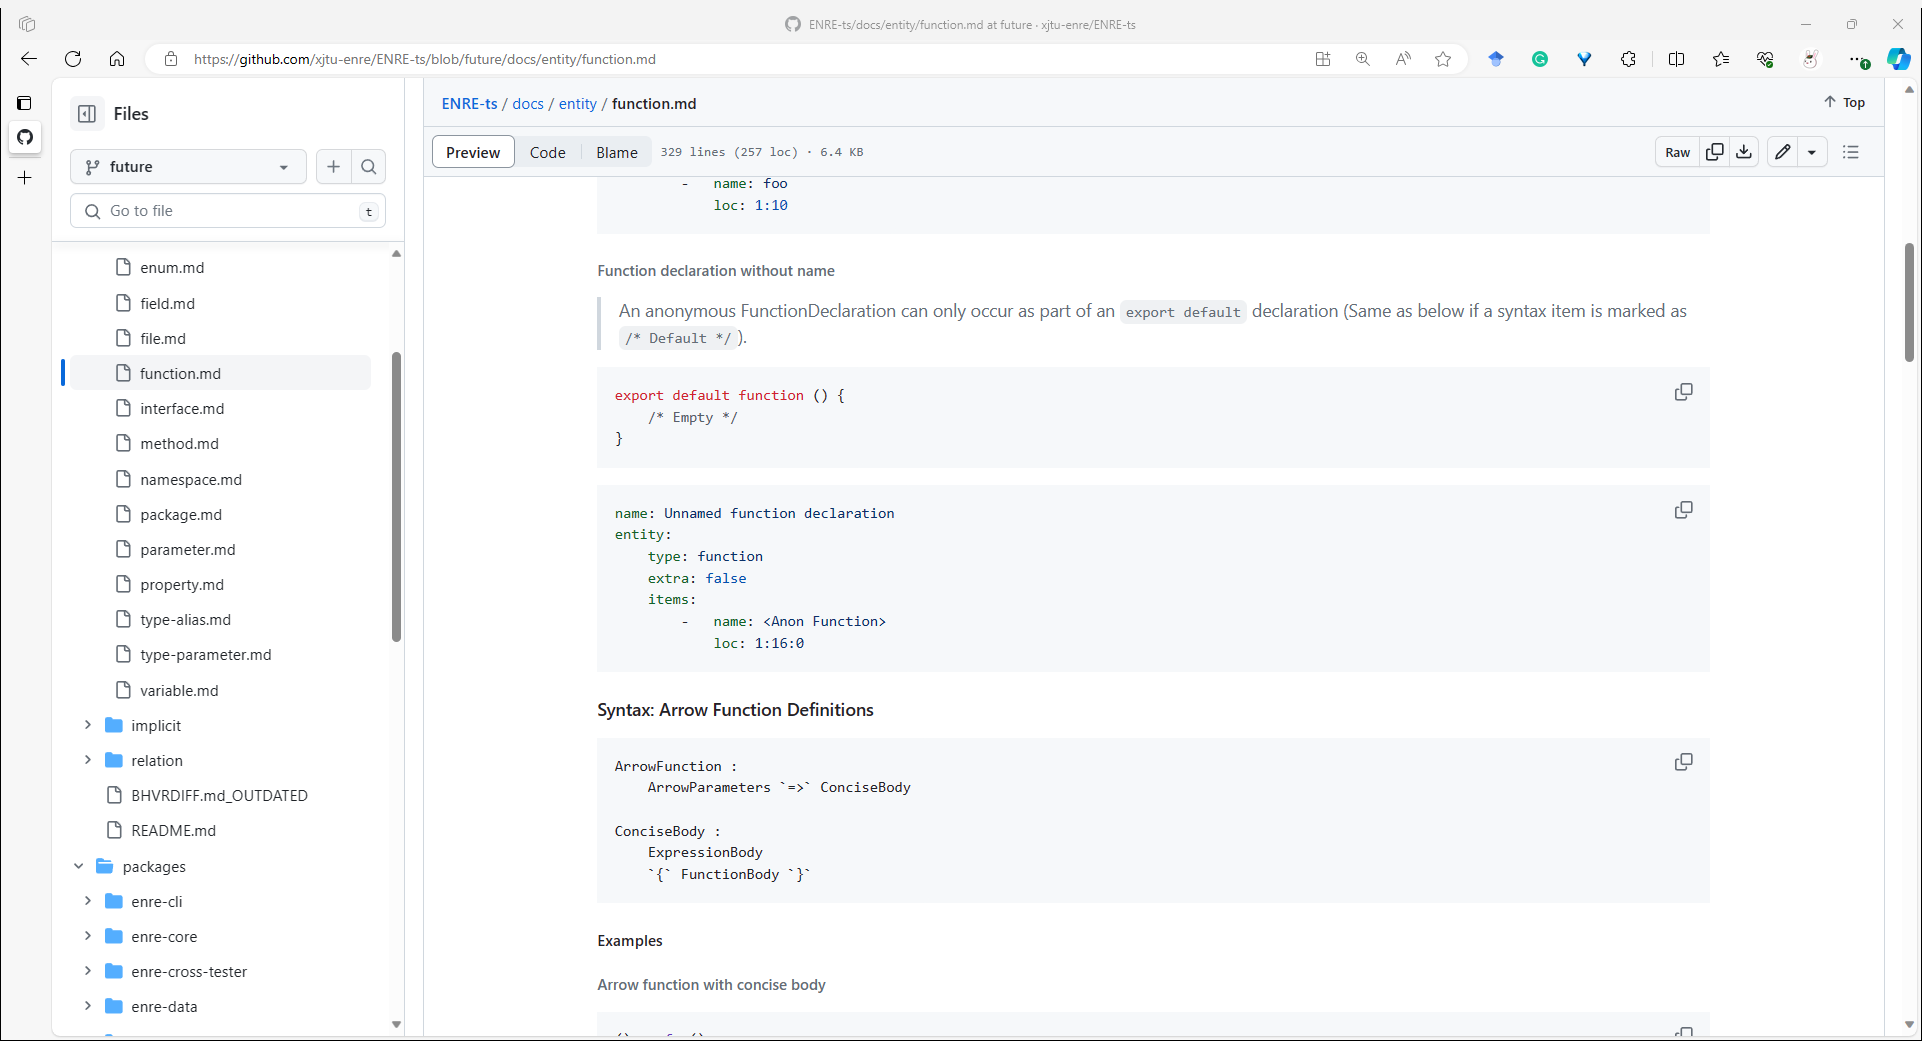 ENRE-ts/docs/entity/function.md at future · xjtu-enre/ENRE-ts
https://github.com/xjtu-enre/ENRE-ts/blob/future/docs/entity/function.md
Files
future
Go to file
t
enum.md
field.md
file.md
function.md
interface.md
method.md
namespace.md
package.md
parameter.md
property.md
type-alias.md
type-parameter.md
variable.md
implicit
relation
BHVRDIFF.md_OUTDATED
README.md
packages
enre-cli
enre-core
enre-cross-tester
enre-data
ENRE-ts / docs / entity / function.md
Top
Preview Code Blame 329 lines (257 loc) · 6.4 KB
Raw
- name: foo
loc: 1:10
Function declaration without name
An anonymous FunctionDeclaration can only occur as part of an export default declaration (Same as below if a syntax item is marked as
/* Default */ ).
export default function () {
/* Empty */
}
name: Unnamed function declaration
entity:
type: function
extra: false
items:
- name: <Anon Function>
loc: 1:16:0
Syntax: Arrow Function Definitions
ArrowFunction :
ArrowParameters `=>` ConciseBody
ConciseBody :
ExpressionBody
`{` FunctionBody `}`
Examples
Arrow function with concise body